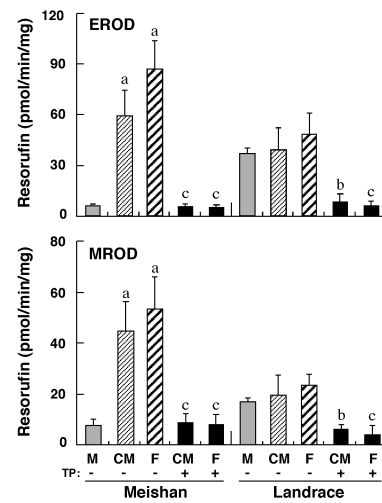 EROD
Resorufin (pmol/min/mg)
120
90
60
30
0
a
a
c
c
b
c
MROD
Resorufin (pmol/min/mg)
80
60
40
20
0
a
a
c
c
b
c
M CM F CM F M CM F CM F
TP: - - - + + - - - + +
Meishan Landrace